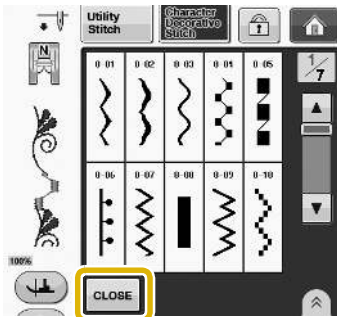 Utility
Stitch
Character
Decorative
Stitch
N
1/7
0-01 0-02 0-03 0-04 0-05
0-06 0-07 0-08 0-09 0-10
100%
CLOSE